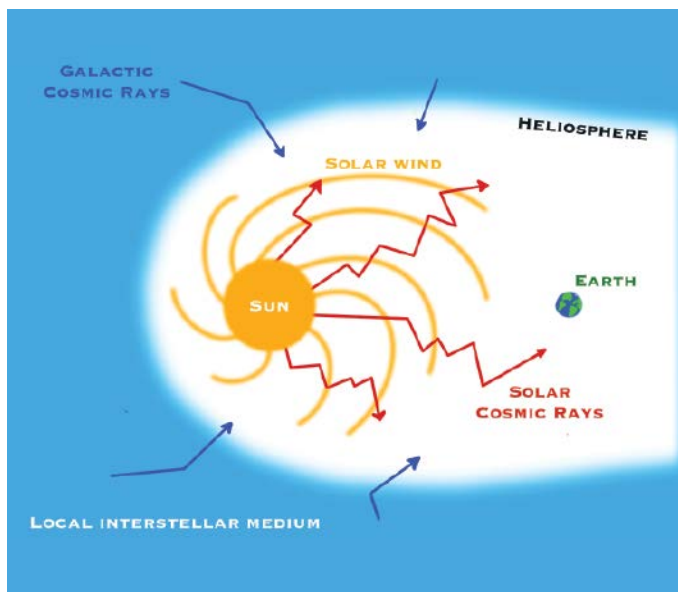 GALACTIC
COSMIC RAYS
HELIOSPHERE
SOLAR WIND
SUN
EARTH
SOLAR
COSMIC RAYS
LOCAL INTERSTELLAR MEDIUM